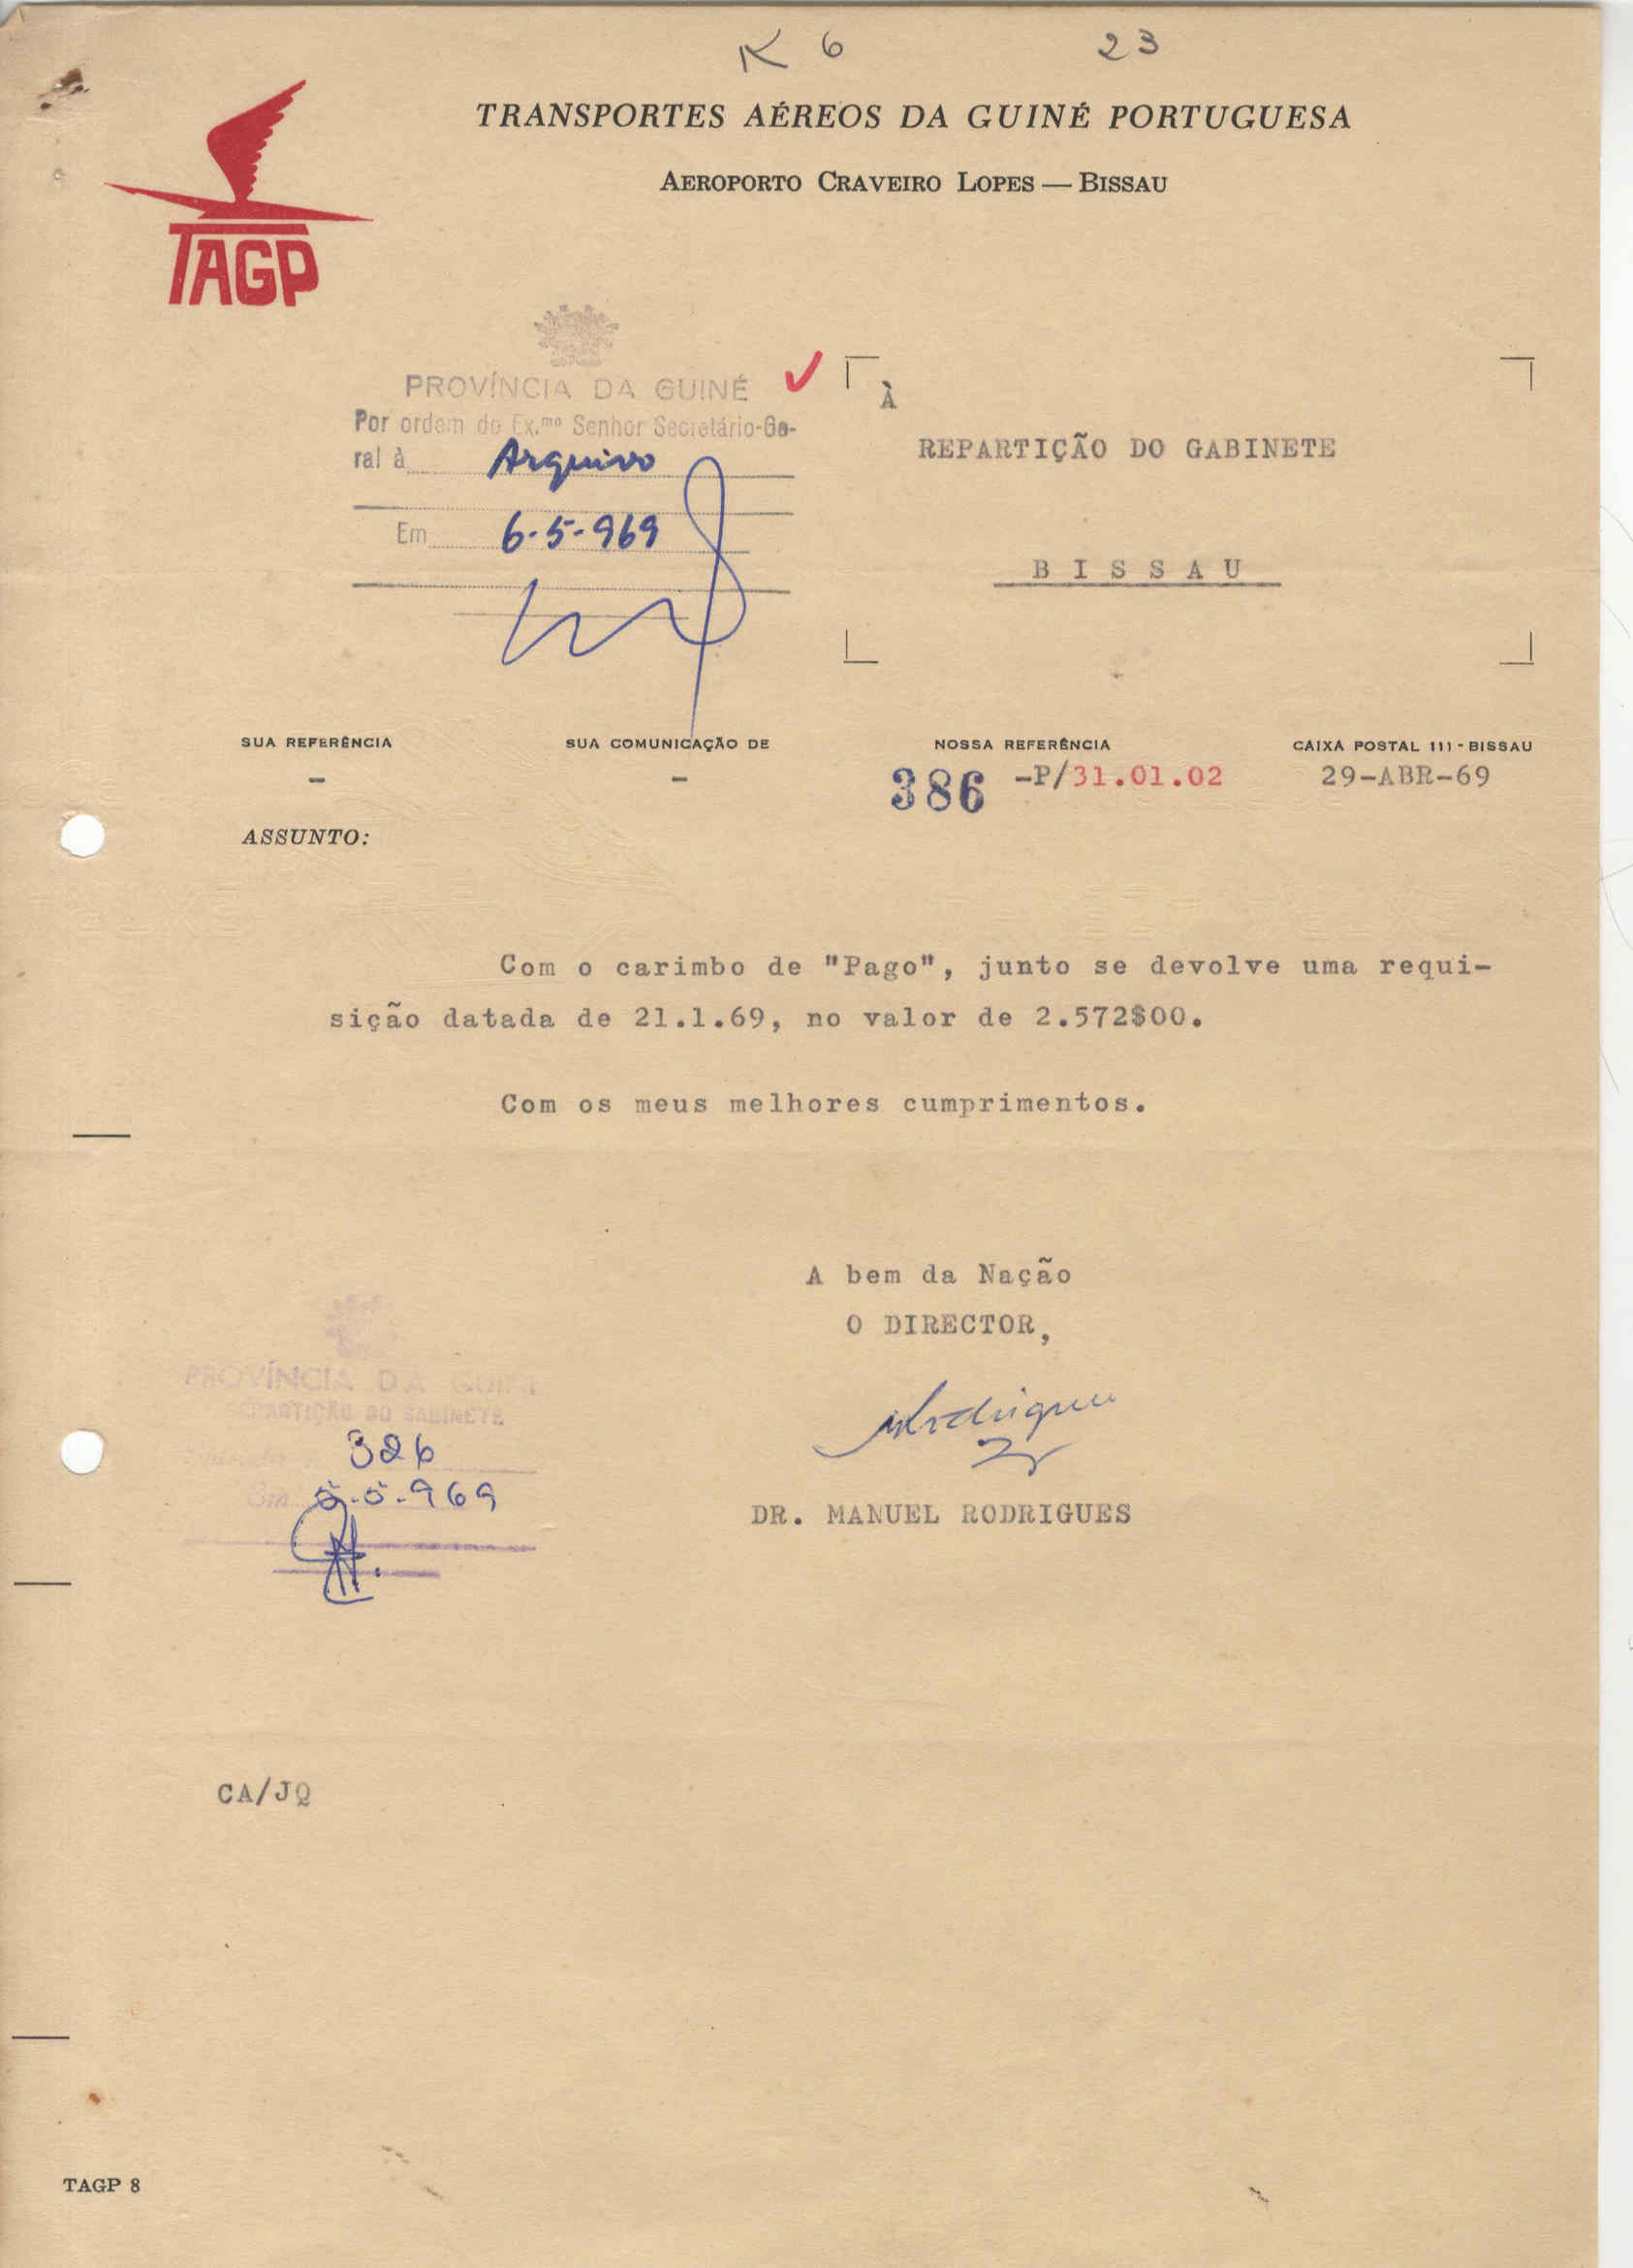 K 6 23
TRANSPORTES AÉREOS DA GUINÉ PORTUGUESA
AEROPORTO CRAVEIRO LOPES — BISSAU
TAGP
PROVÍNCIA DA GUINÉ
Por ordem do Ex.mo Senhor Secretário-Ge-
ral à Arquivo
Em 6-5-969
À
REPARTIÇÃO DO GABINETE
BISSAU
SUA REFERÊNCIA SUA COMUNICAÇÃO DE NOSSA REFERÊNCIA CAIXA POSTAL 111 - BISSAU
- - 386 -P/31.01.02 29-ABR-69
ASSUNTO:
Com o carimbo de "Pago", junto se devolve uma requi-
sição datada de 21.1.69, no valor de 2.572$00.
Com os meus melhores cumprimentos.
A bem da Nação
O DIRECTOR,
MRodrigues
DR. MANUEL RODRIGUES
PROVÍNCIA DA GUINÉ
REPARTIÇÃO DO GABINETE
326
Em 5.5.969
CA/JQ
TAGP 8